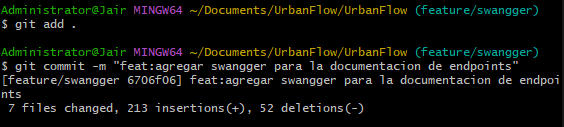 Administrator@Jair MINGW64 ~/Documents/UrbanFlow/UrbanFlow (feature/swangger)
$ git add .
Administrator@Jair MINGW64 ~/Documents/UrbanFlow/UrbanFlow (feature/swangger)
$ git commit -m "feat:agregar swangger para la documentacion de endpoints"
[feature/swangger 6706f06] feat:agregar swangger para la documentacion de endpoi
nts
 7 files changed, 213 insertions(+), 52 deletions(-)